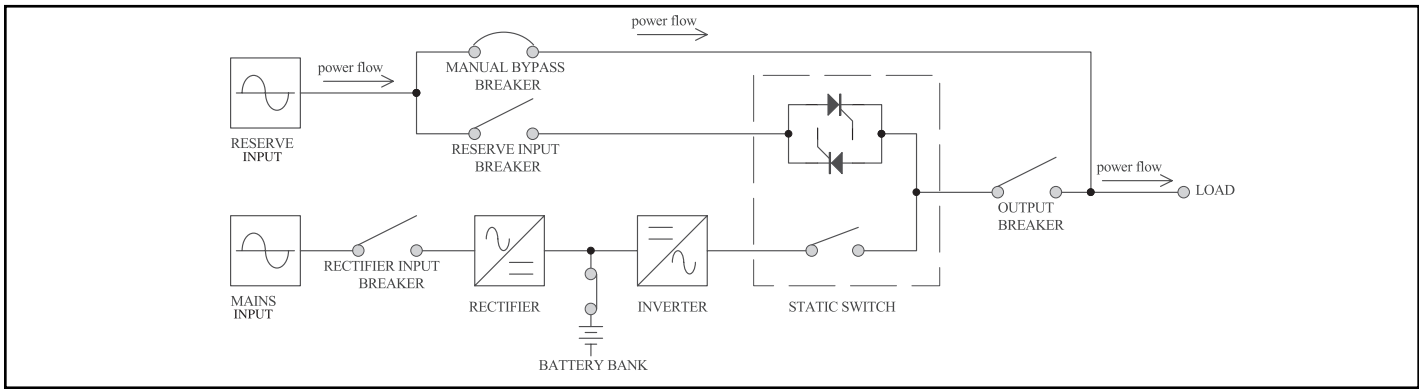 power flow
power flow
MANUAL BYPASS
BREAKER
RESERVE
INPUT
RESERVE INPUT
BREAKER
power flow
LOAD
OUTPUT
BREAKER
RECTIFIER INPUT
BREAKER
MAINS
INPUT
RECTIFIER
INVERTER
STATIC SWITCH
BATTERY BANK